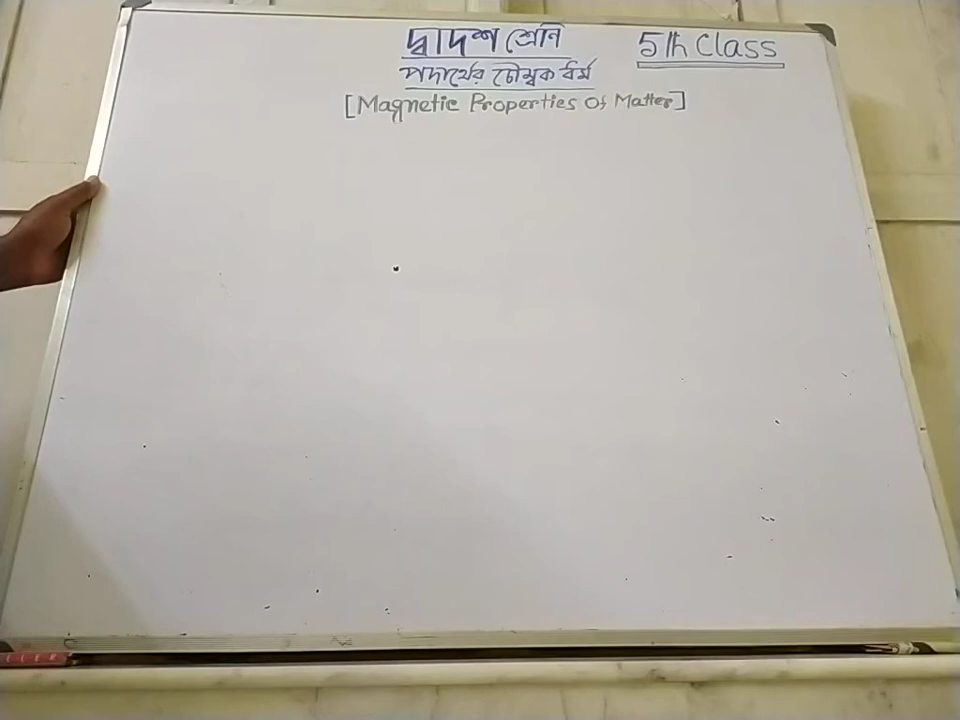 দ্বাদশ শ্রেণি
5th Class
পদার্থের চৌম্বক ধর্ম
[Magnetic Properties Of Matter]